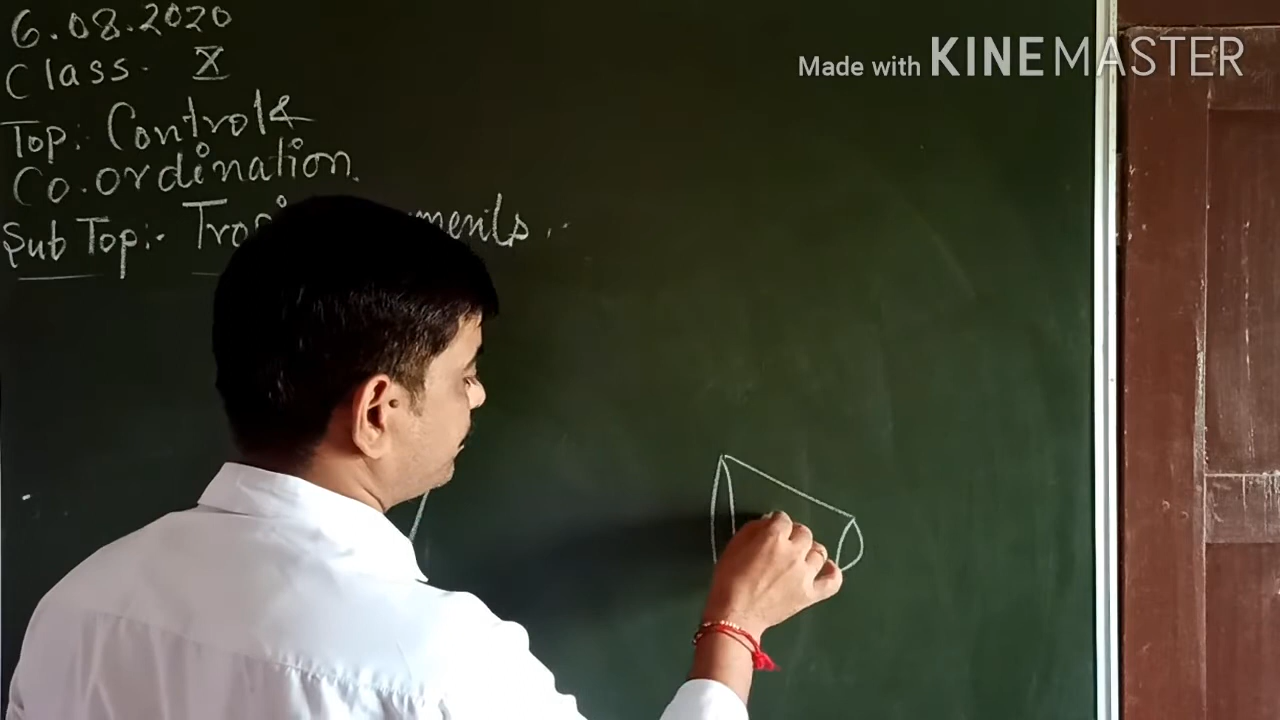 6.08.2020
Class- X
Top:- Control &
Co.ordination.
Sub Top:-
Made with KINEMASTER